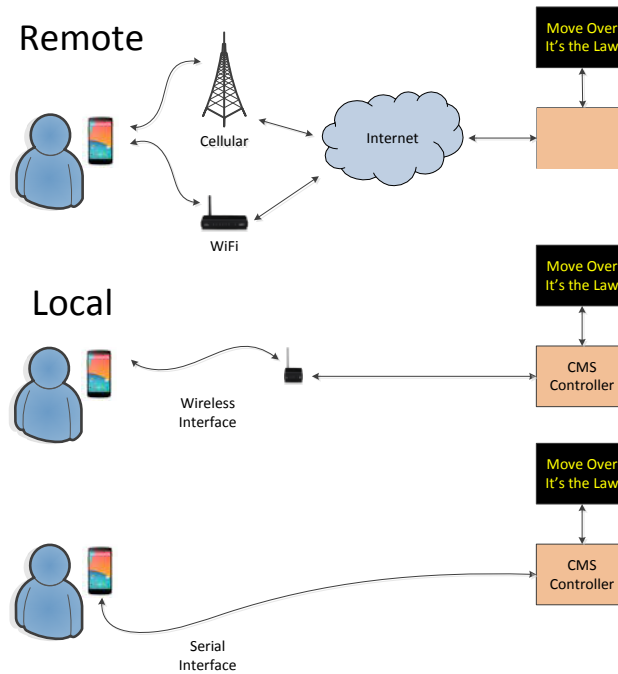 Remote
Move Over
It's the Law
Cellular
Internet
WiFi
Local
Move Over
It's the Law
CMS
Controller
Wireless
Interface
Move Over
It's the Law
CMS
Controller
Serial
Interface